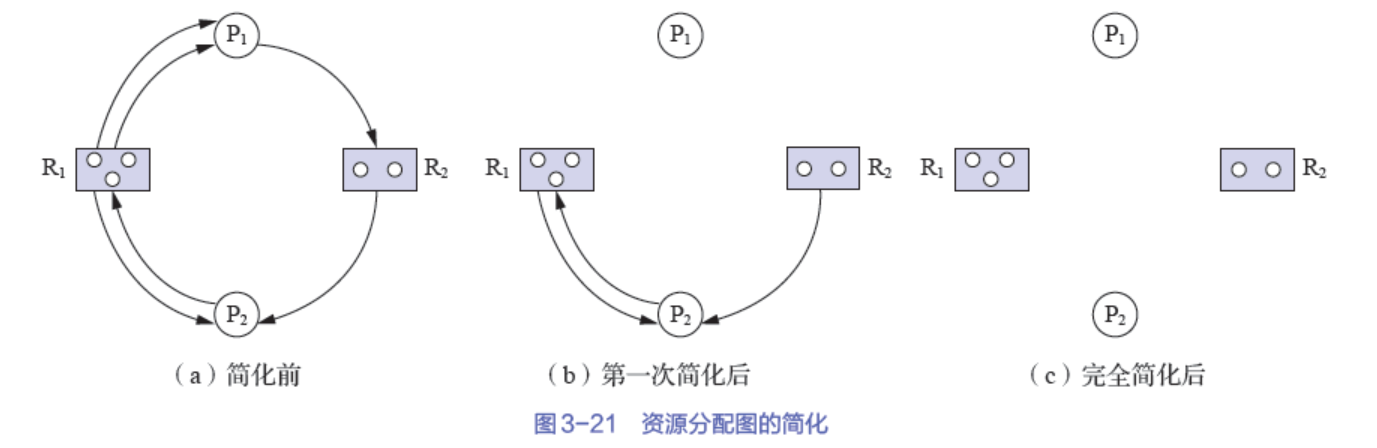 P₁
P₁
P₁
R₁
R₂
R₁
R₂
R₁
R₂
P₂
P₂
P₂
（a）简化前
（b）第一次简化后
（c）完全简化后
图3-21 资源分配图的简化